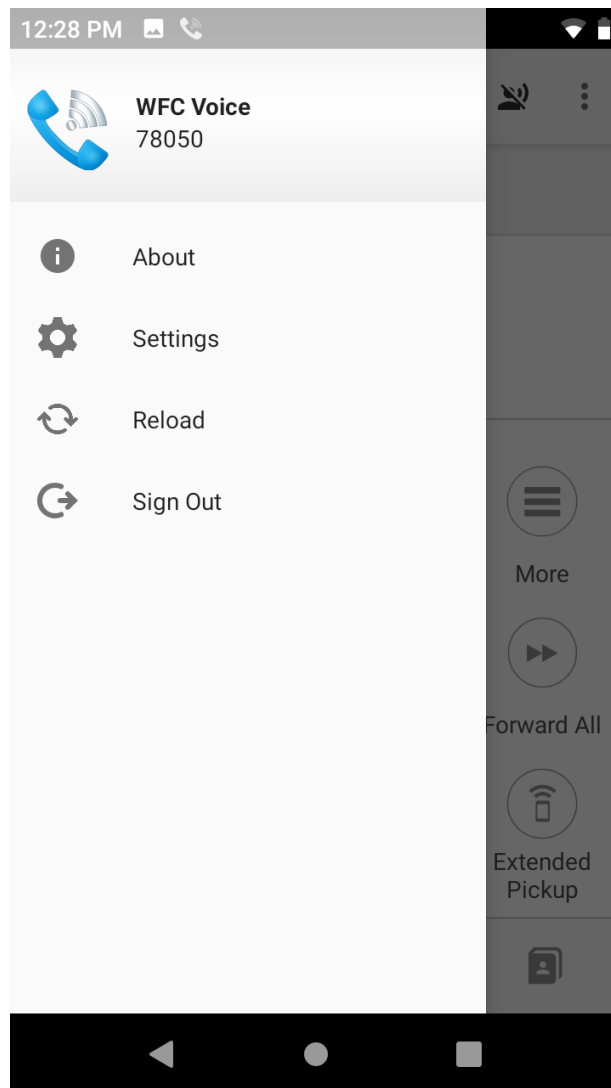 12:28 PM
WFC Voice
78050
About
Settings
Reload
Sign Out
More
Forward All
Extended
Pickup